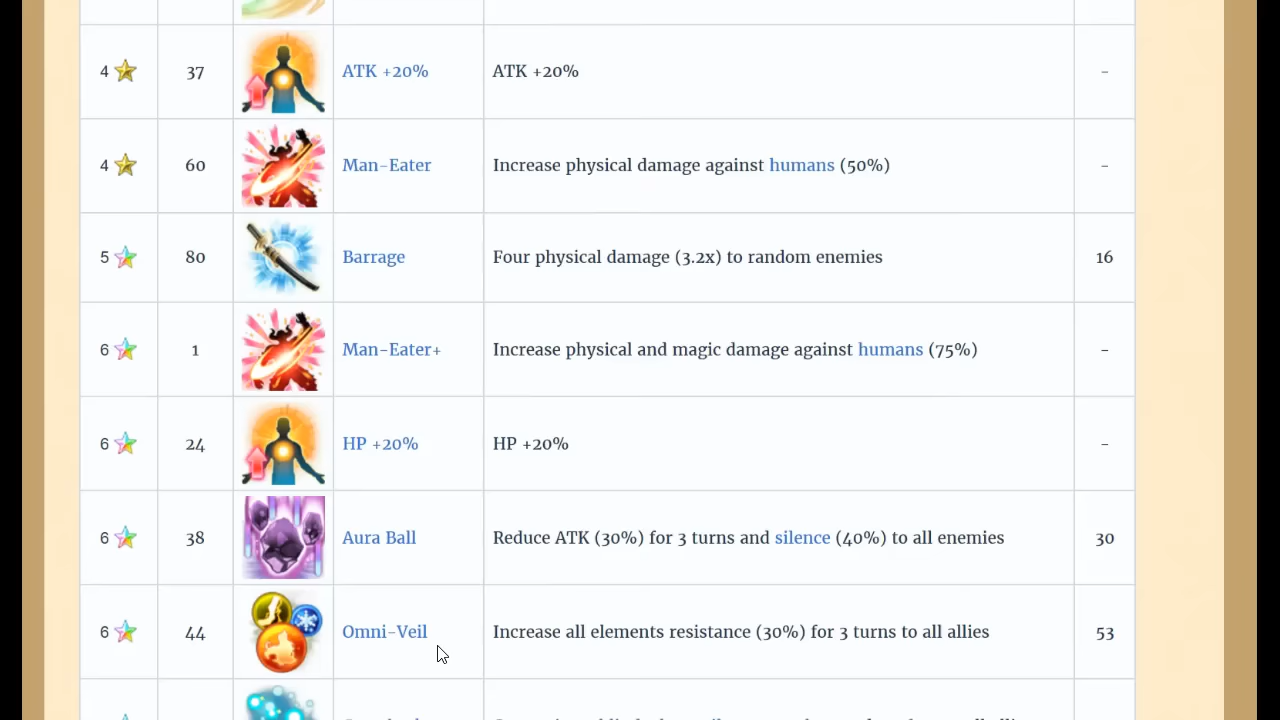 4 37 ATK +20% ATK +20% -
4 60 Man-Eater Increase physical damage against humans (50%) -
5 80 Barrage Four physical damage (3.2x) to random enemies 16
6 1 Man-Eater+ Increase physical and magic damage against humans (75%) -
6 24 HP +20% HP +20% -
6 38 Aura Ball Reduce ATK (30%) for 3 turns and silence (40%) to all enemies 30
6 44 Omni-Veil Increase all elements resistance (30%) for 3 turns to all allies 53